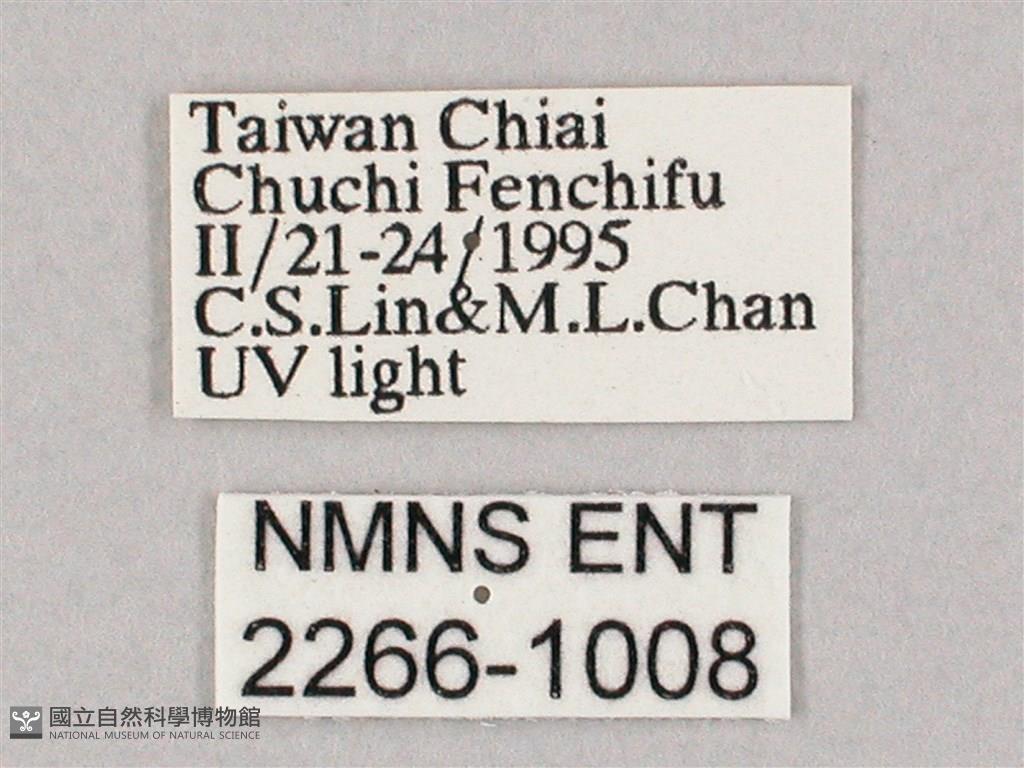 Taiwan Chiai
Chuchi Fenchifu
II/21-24/1995
C.S.Lin&M.L.Chan
UV light
NMNS ENT
2266-1008
國立自然科學博物館
NATIONAL MUSEUM OF NATURAL SCIENCE